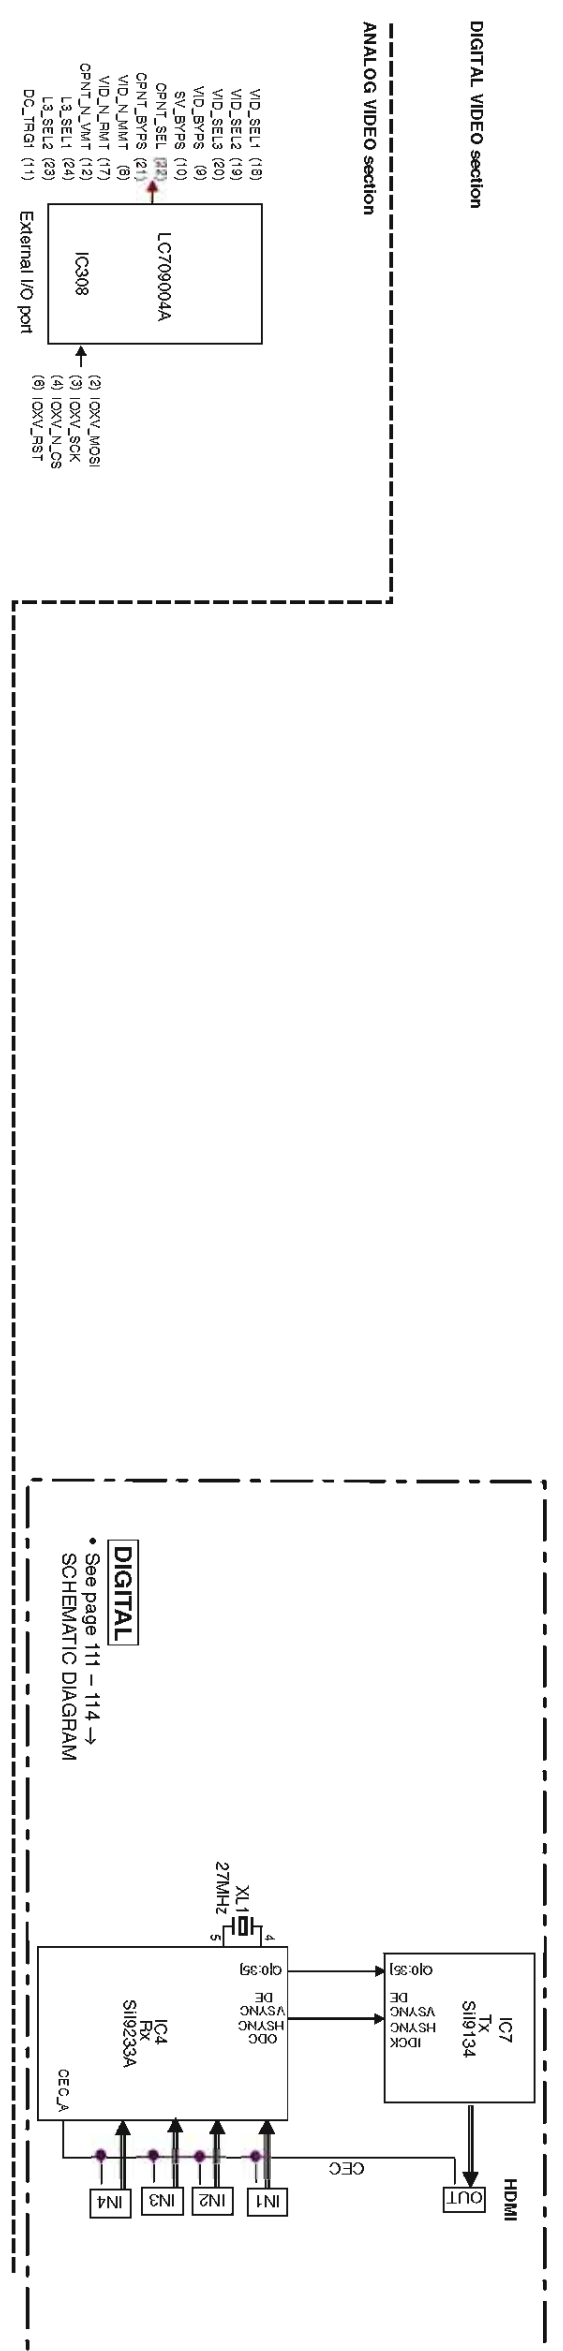 DIGITAL VIDEO section
ANALOG VIDEO section
VID_SEL1 (18)
VID_SEL2 (19)
VID_SEL3 (20)
VID_BYPS (9)
SV_BYPS (10)
CPNT_SEL (22)
CPNT_BYPS (21)
VID_N_MMT (8)
VID_N_RMT (17)
CPNT_N_VMT (12)
L3_SEL1 (24)
L3_SEL2 (23)
DC_TRG1 (11)
LC709004A
IC308
External I/O port
(2) IOXV_MOSI
(3) IOXV_SCK
(4) IOXV_N_CS
(6) IOXV_RST
DIGITAL
• See page 111 – 114 →
SCHEMATIC DIAGRAM
XL1
27MHz
4
5
Q[0:35]
DE
VSYNC
HSYNC
ODC
IC4
Rx
SiI9233A
CEC_A
Q[0:35]
DE
VSYNC
HSYNC
IDCK
IC7
Tx
SiI9134
HDMI
OUT
CEC
IN1
IN2
IN3
IN4